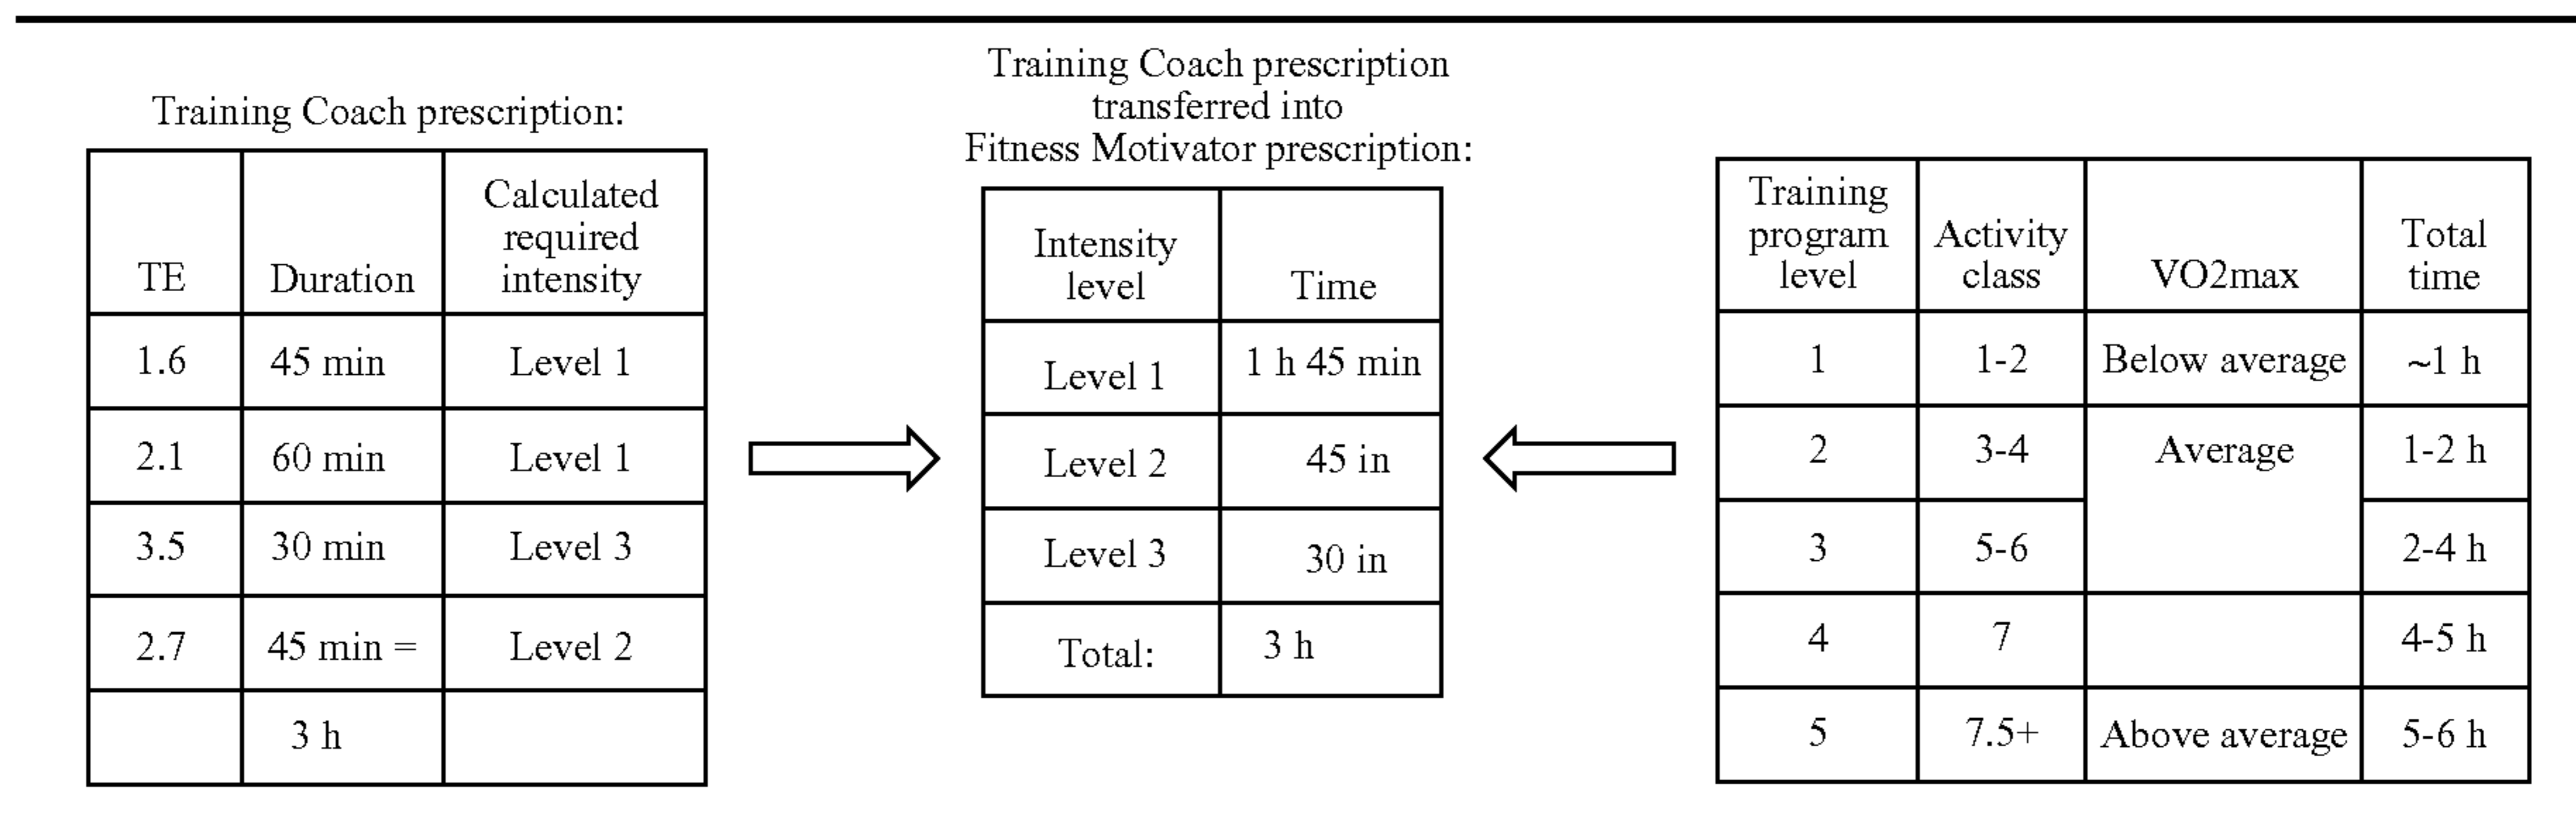 Training Coach prescription:
TE Duration Calculated required intensity
1.6 45 min Level 1
2.1 60 min Level 1
3.5 30 min Level 3
2.7 45 min = Level 2
3 h
Training Coach prescription
transferred into
Fitness Motivator prescription:
Intensity level Time
Level 1 1 h 45 min
Level 2 45 in
Level 3 30 in
Total: 3 h
Training program level Activity class VO2max Total time
1 1-2 Below average ~1 h
2 3-4 Average 1-2 h
3 5-6 2-4 h
4 7 4-5 h
5 7.5+ Above average 5-6 h